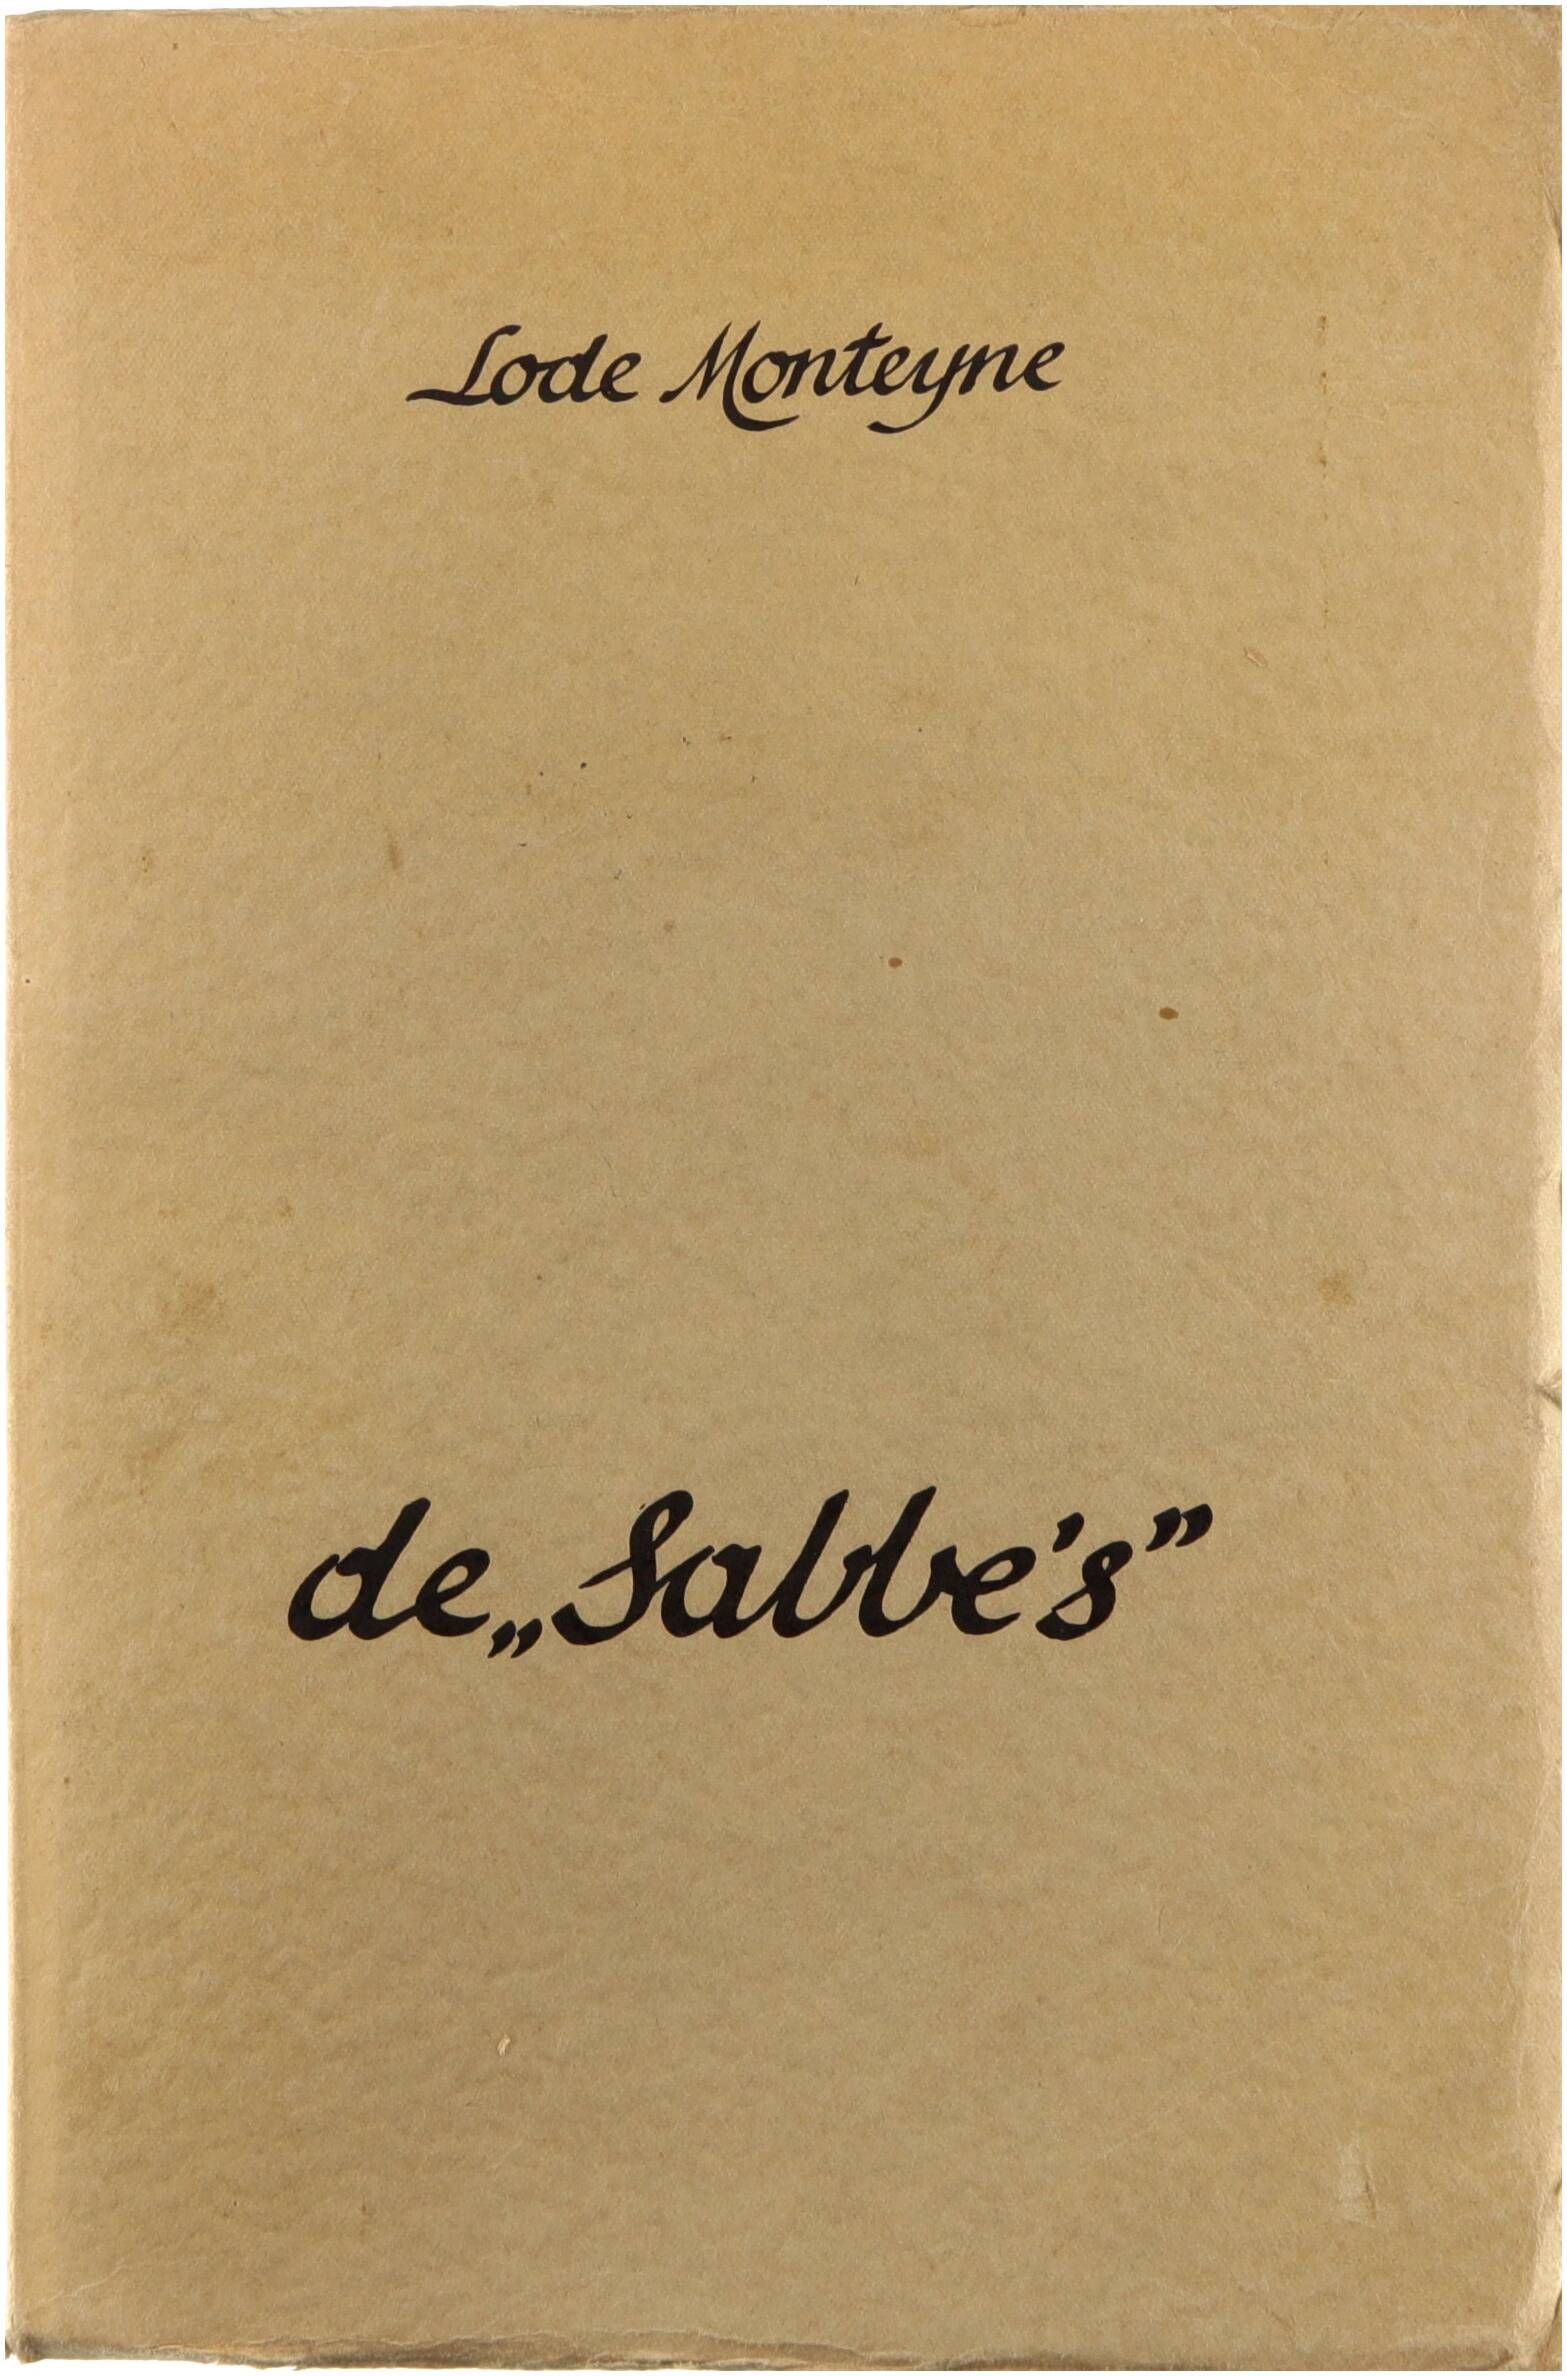 Lode Monteyne
de „Sabbe's”